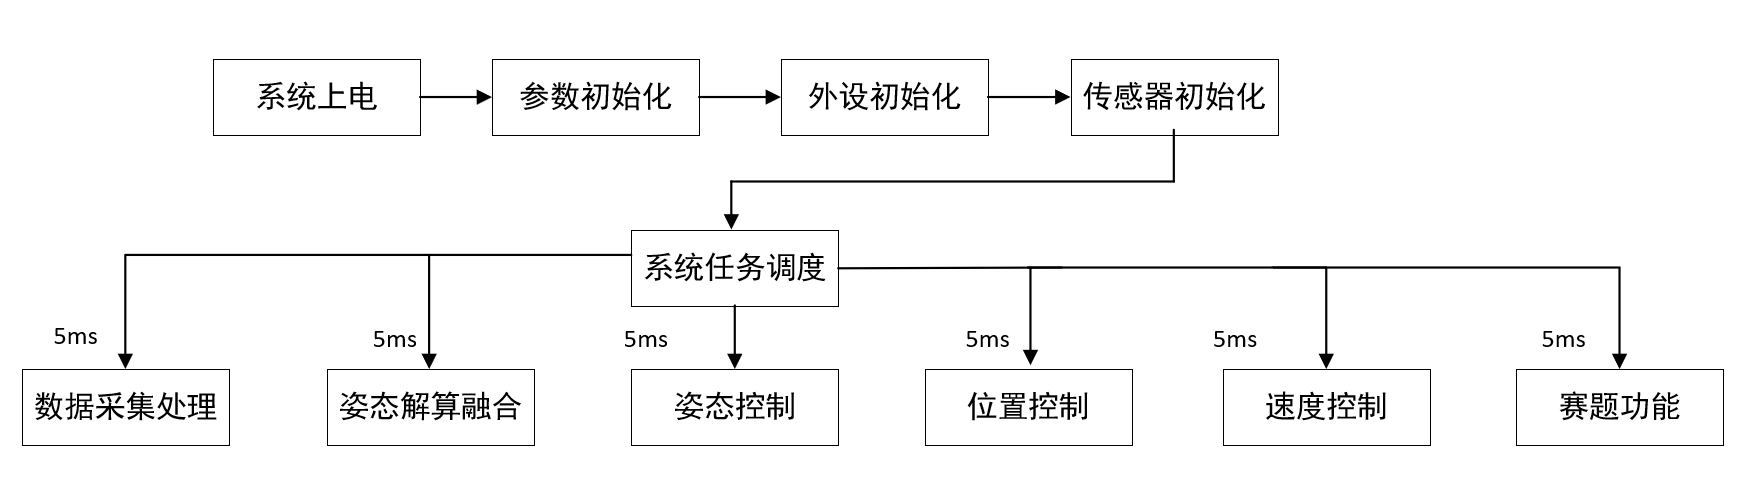 系统上电
参数初始化
外设初始化
传感器初始化
系统任务调度
5ms
5ms
5ms
5ms
5ms
5ms
数据采集处理
姿态解算融合
姿态控制
位置控制
速度控制
赛题功能